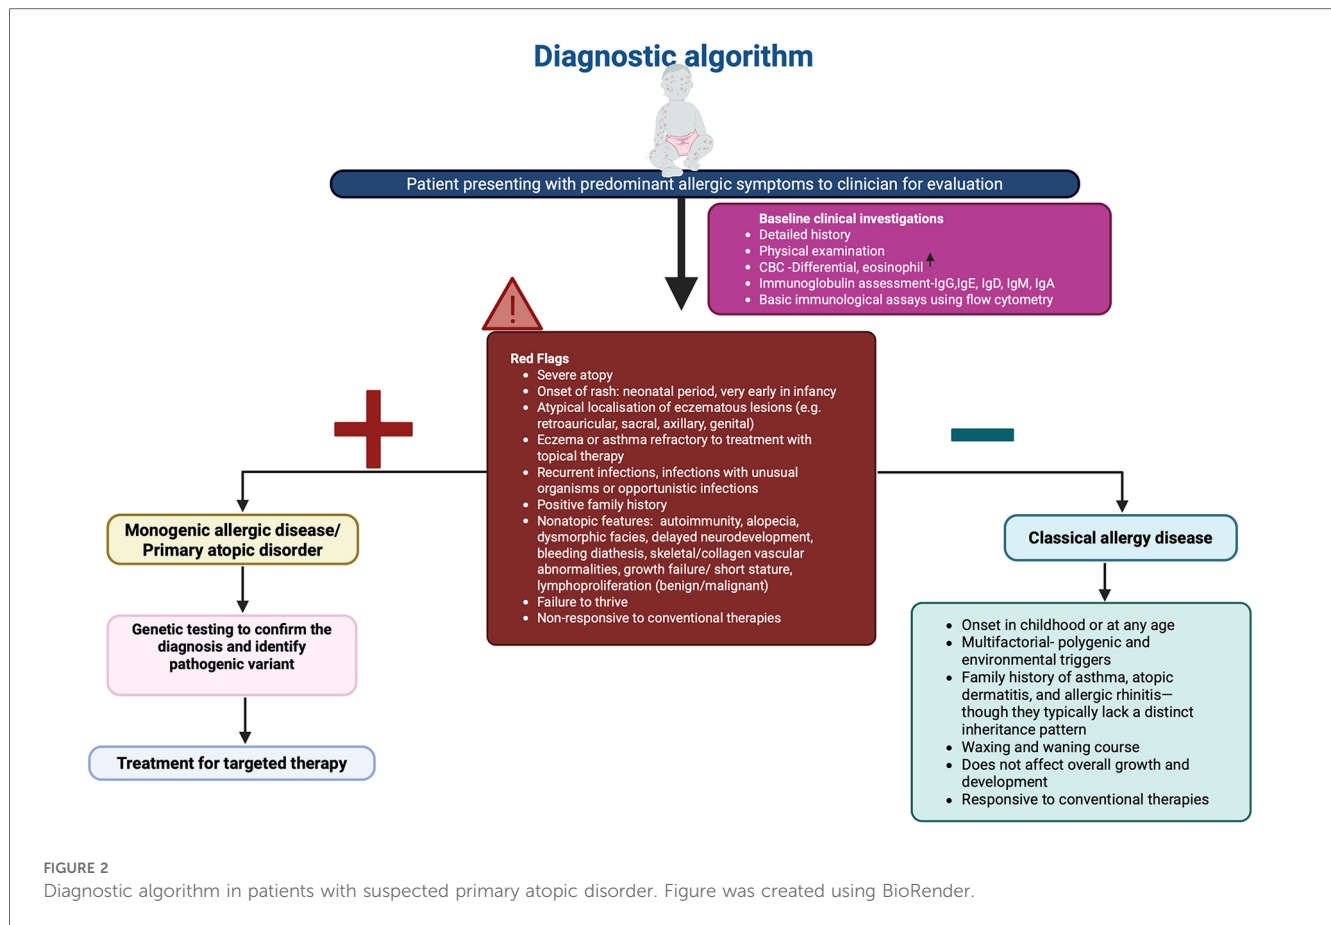 Diagnostic algorithm
Patient presenting with predominant allergic symptoms to clinician for evaluation
Baseline clinical investigations
• Detailed history
• Physical examination
• CBC -Differential, eosinophil
• Immunoglobulin assessment-IgG,IgE, IgD, IgM, IgA
• Basic immunological assays using flow cytometry
!
Red Flags
• Severe atopy
• Onset of rash: neonatal period, very early in infancy
• Atypical localisation of eczematous lesions (e.g.
retroauricular, sacral, axillary, genital)
• Eczema or asthma refractory to treatment with
topical therapy
• Recurrent infections, infections with unusual
organisms or opportunistic infections
• Positive family history
• Nonatopic features: autoimmunity, alopecia,
dysmorphic facies, delayed neurodevelopment,
bleeding diathesis, skeletal/collagen vascular
abnormalities, growth failure/ short stature,
lymphoproliferation (benign/malignant)
• Failure to thrive
• Non-responsive to conventional therapies
Monogenic allergic disease/
Primary atopic disorder
Genetic testing to confirm the
diagnosis and identify
pathogenic variant
Treatment for targeted therapy
Classical allergy disease
• Onset in childhood or at any age
• Multifactorial- polygenic and
environmental triggers
• Family history of asthma, atopic
dermatitis, and allergic rhinitis—
though they typically lack a distinct
inheritance pattern
• Waxing and waning course
• Does not affect overall growth and
development
• Responsive to conventional therapies
FIGURE 2
Diagnostic algorithm in patients with suspected primary atopic disorder. Figure was created using BioRender.